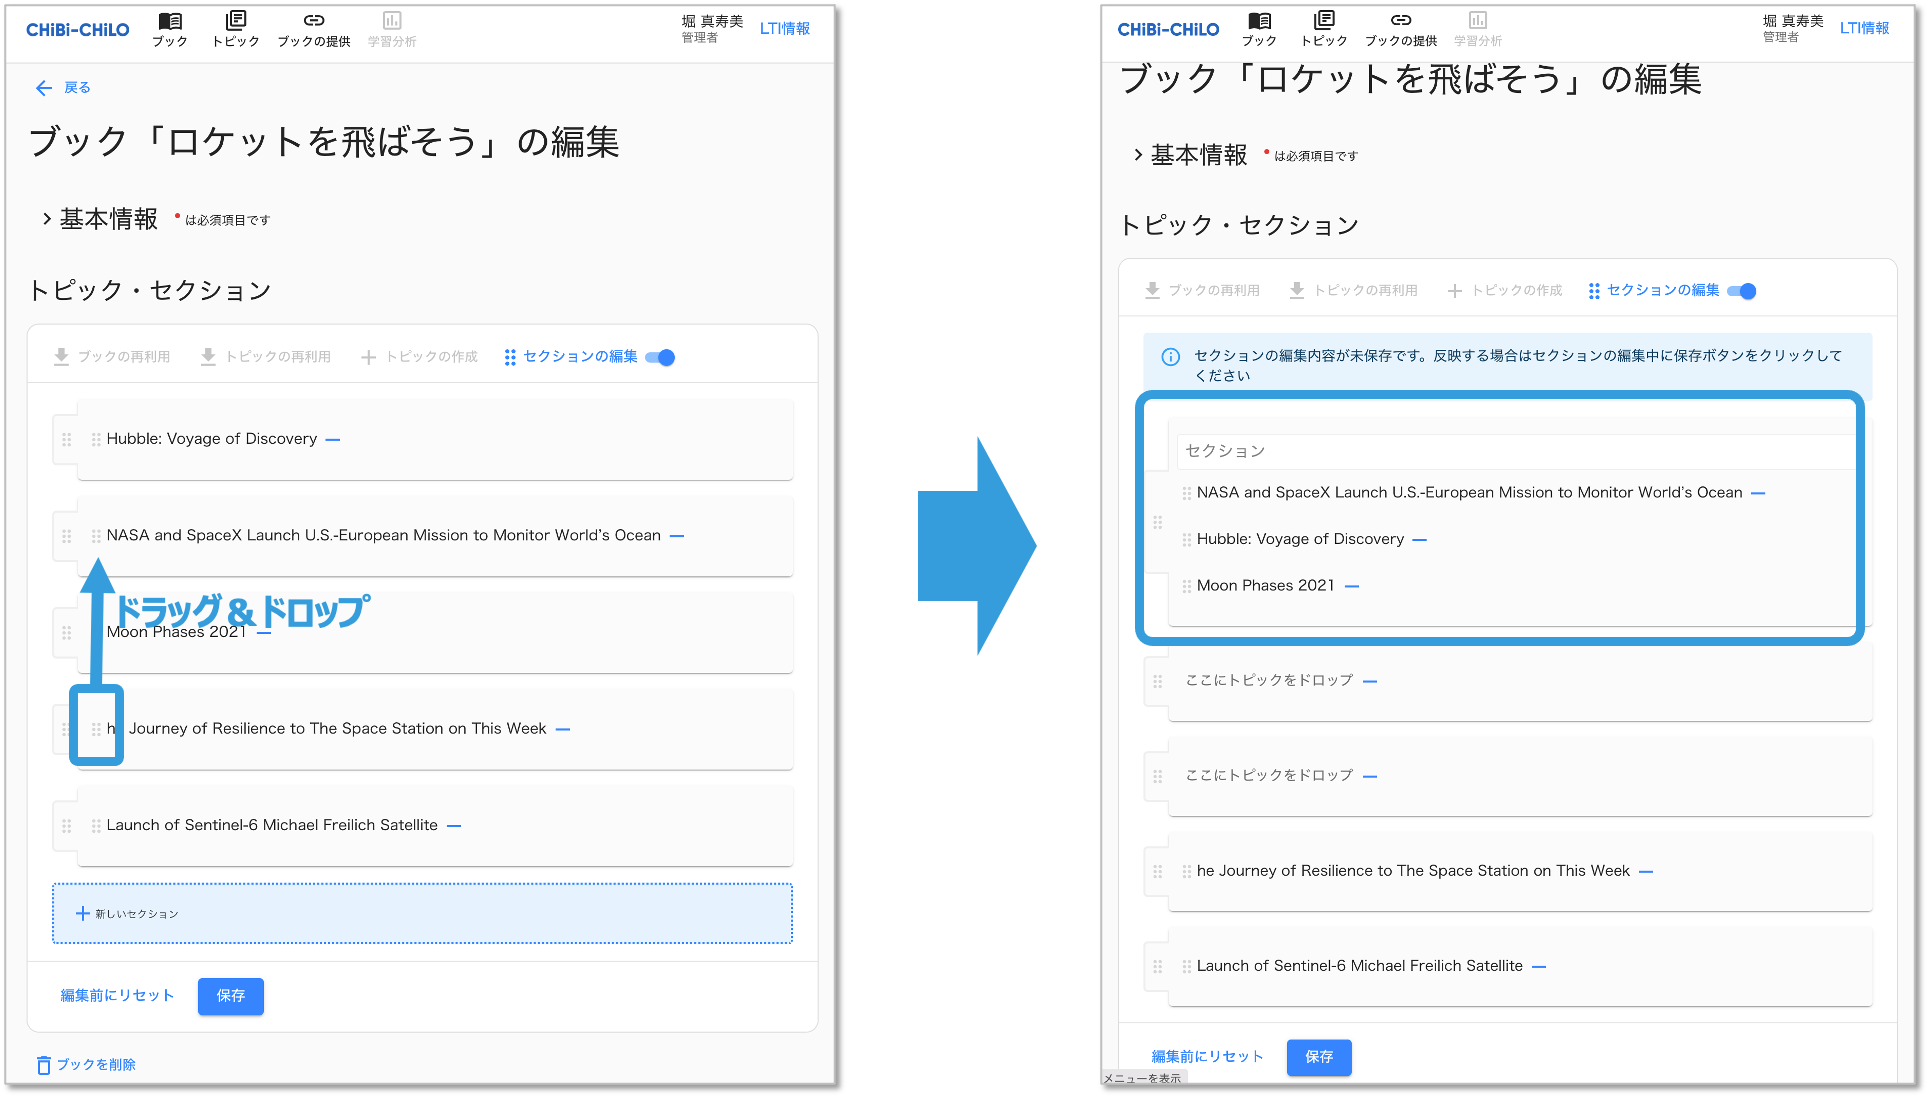 CHiBi-CHiLO
ブック
トピック
ブックの提供
学習分析
堀 真寿美
管理者
LTI情報
戻る
ブック「ロケットを飛ばそう」の編集
基本情報 * は必須項目です
トピック・セクション
ブックの再利用
トピックの再利用
トピックの作成
セクションの編集
Hubble: Voyage of Discovery
NASA and SpaceX Launch U.S.-European Mission to Monitor World’s Ocean
ドラッグ＆ドロップ
Moon Phases 2021
he Journey of Resilience to The Space Station on This Week
Launch of Sentinel-6 Michael Freilich Satellite
新しいセクション
編集前にリセット
保存
ブックを削除
CHiBi-CHiLO
ブック
トピック
ブックの提供
学習分析
堀 真寿美
管理者
LTI情報
ブック「ロケットを飛ばそう」の編集
基本情報 * は必須項目です
トピック・セクション
ブックの再利用
トピックの再利用
トピックの作成
セクションの編集
セクションの編集内容が未保存です。反映する場合はセクションの編集中に保存ボタンをクリックして
ください
セクション
NASA and SpaceX Launch U.S.-European Mission to Monitor World’s Ocean
Hubble: Voyage of Discovery
Moon Phases 2021
ここにトピックをドロップ
ここにトピックをドロップ
he Journey of Resilience to The Space Station on This Week
Launch of Sentinel-6 Michael Freilich Satellite
編集前にリセット
保存
メニューを表示